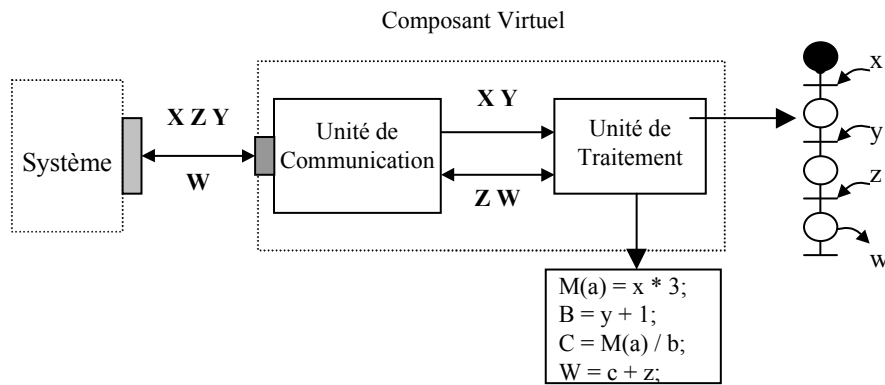 Composant Virtuel
Système
X Z Y
W
Unité de
Communication
X Y
Z W
Unité de
Traitement
x
y
z
w
M(a) = x * 3;
B = y + 1;
C = M(a) / b;
W = c + z;